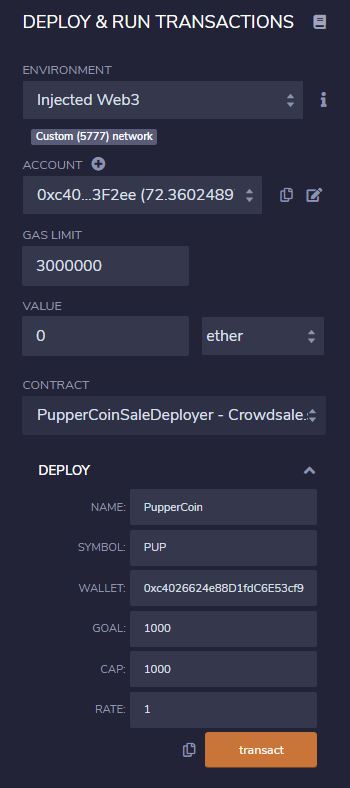 DEPLOY & RUN TRANSACTIONS
ENVIRONMENT
Injected Web3
Custom (5777) network
ACCOUNT
0xc40...3F2ee (72.3602489
GAS LIMIT
3000000
VALUE
0 ether
CONTRACT
PupperCoinSaleDeployer - Crowdsale.s
DEPLOY
NAME: PupperCoin
SYMBOL: PUP
WALLET: 0xc4026624e88D1fdC6E53cf9
GOAL: 1000
CAP: 1000
RATE: 1
transact